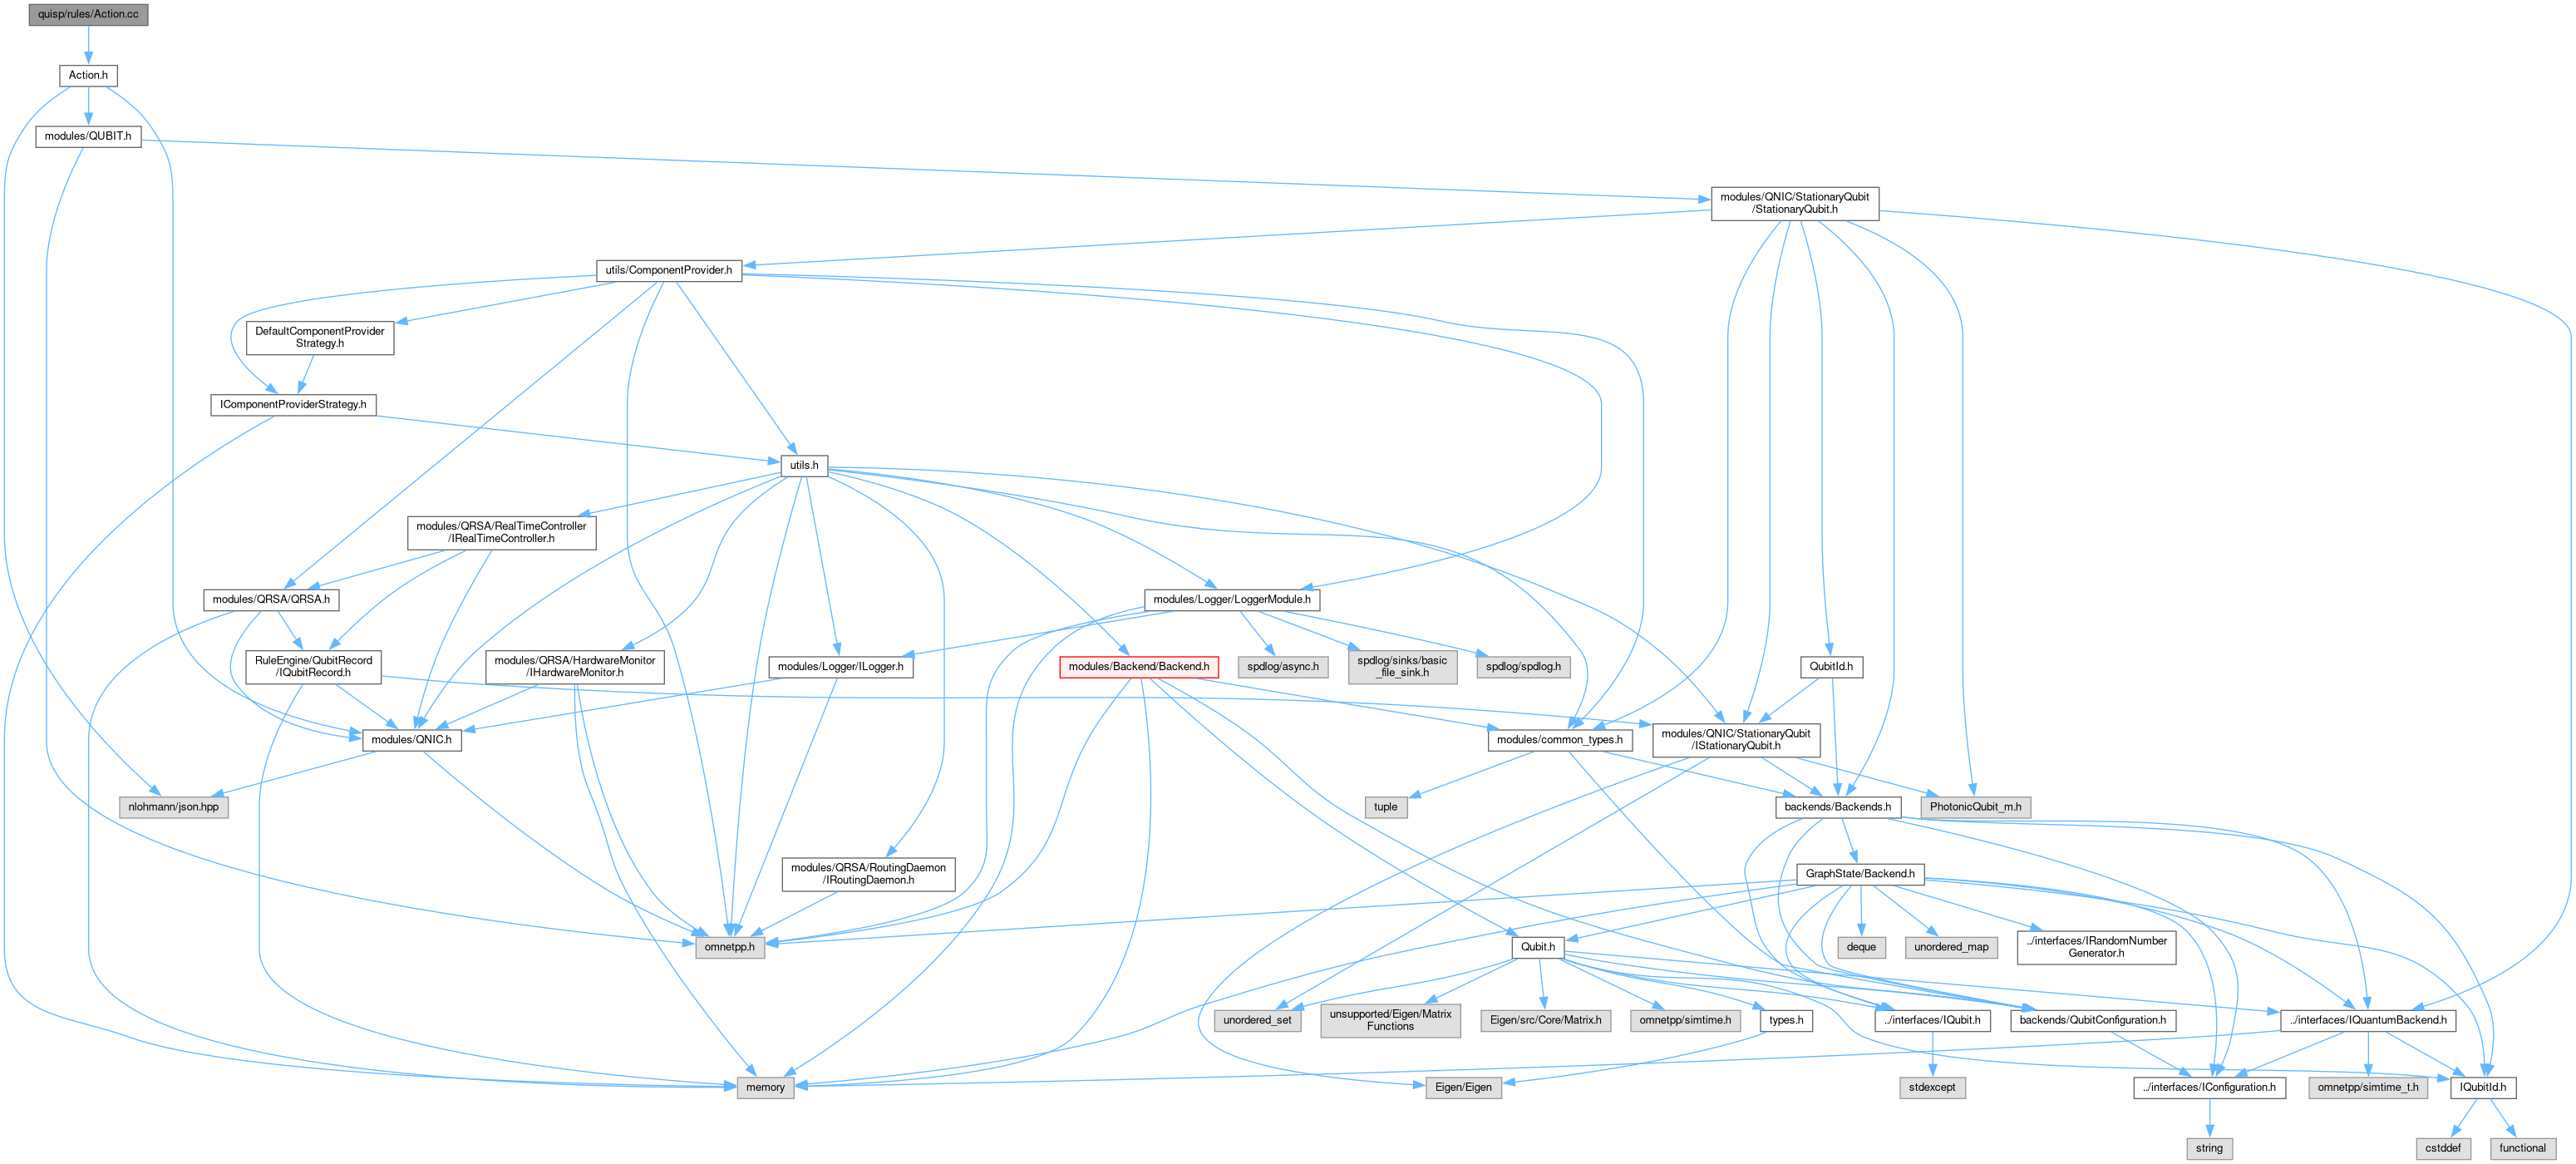 quisp/rules/Action.cc
Action.h
modules/QUBIT.h
modules/QNIC/StationaryQubit
/StationaryQubit.h
utils/ComponentProvider.h
DefaultComponentProvider
Strategy.h
IComponentProviderStrategy.h
utils.h
modules/QRSA/RealTimeController
/IRealTimeController.h
modules/QRSA/QRSA.h
modules/Logger/LoggerModule.h
RuleEngine/QubitRecord
/IQubitRecord.h
modules/QRSA/HardwareMonitor
/IHardwareMonitor.h
modules/Logger/ILogger.h
modules/Backend/Backend.h
spdlog/async.h
spdlog/sinks/basic
_file_sink.h
spdlog/spdlog.h
QubitId.h
modules/QNIC.h
modules/common_types.h
modules/QNIC/StationaryQubit
/IStationaryQubit.h
nlohmann/json.hpp
tuple
backends/Backends.h
PhotonicQubit_m.h
modules/QRSA/RoutingDaemon
/IRoutingDaemon.h
GraphState/Backend.h
omnetpp.h
Qubit.h
deque
unordered_map
../interfaces/IRandomNumber
Generator.h
unordered_set
unsupported/Eigen/Matrix
Functions
Eigen/src/Core/Matrix.h
omnetpp/simtime.h
types.h
../interfaces/IQubit.h
backends/QubitConfiguration.h
../interfaces/IQuantumBackend.h
memory
Eigen/Eigen
stdexcept
../interfaces/IConfiguration.h
omnetpp/simtime_t.h
IQubitId.h
string
cstddef
functional